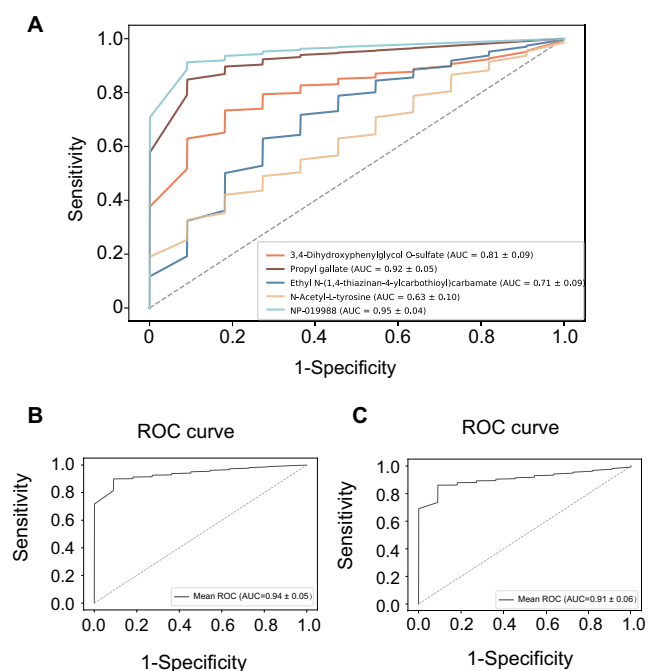 A
1.0
0.8
0.6
0.4
0.2
0
Sensitivity
3,4-Dihydroxyphenylglycol O-sulfate (AUC = 0.81 ± 0.09)
Propyl gallate (AUC = 0.92 ± 0.05)
Ethyl N-(1,4-thiazinan-4-ylcarbothioyl)carbamate (AUC = 0.71 ± 0.09)
N-Acetyl-L-tyrosine (AUC = 0.63 ± 0.10)
NP-019988 (AUC = 0.95 ± 0.04)
0 0.2 0.4 0.6 0.8 1.0
1-Specificity
B
ROC curve
1.0
0.8
0.6
0.4
0.2
0.0
Sensitivity
Mean ROC (AUC=0.94 ± 0.05)
0.0 0.2 0.4 0.6 0.8 1.0
1-Specificity
C
ROC curve
1.0
0.8
0.6
0.4
0.2
0.0
Sensitivity
Mean ROC (AUC=0.91 ± 0.06)
0.0 0.2 0.4 0.6 0.8 1.0
1-Specificity